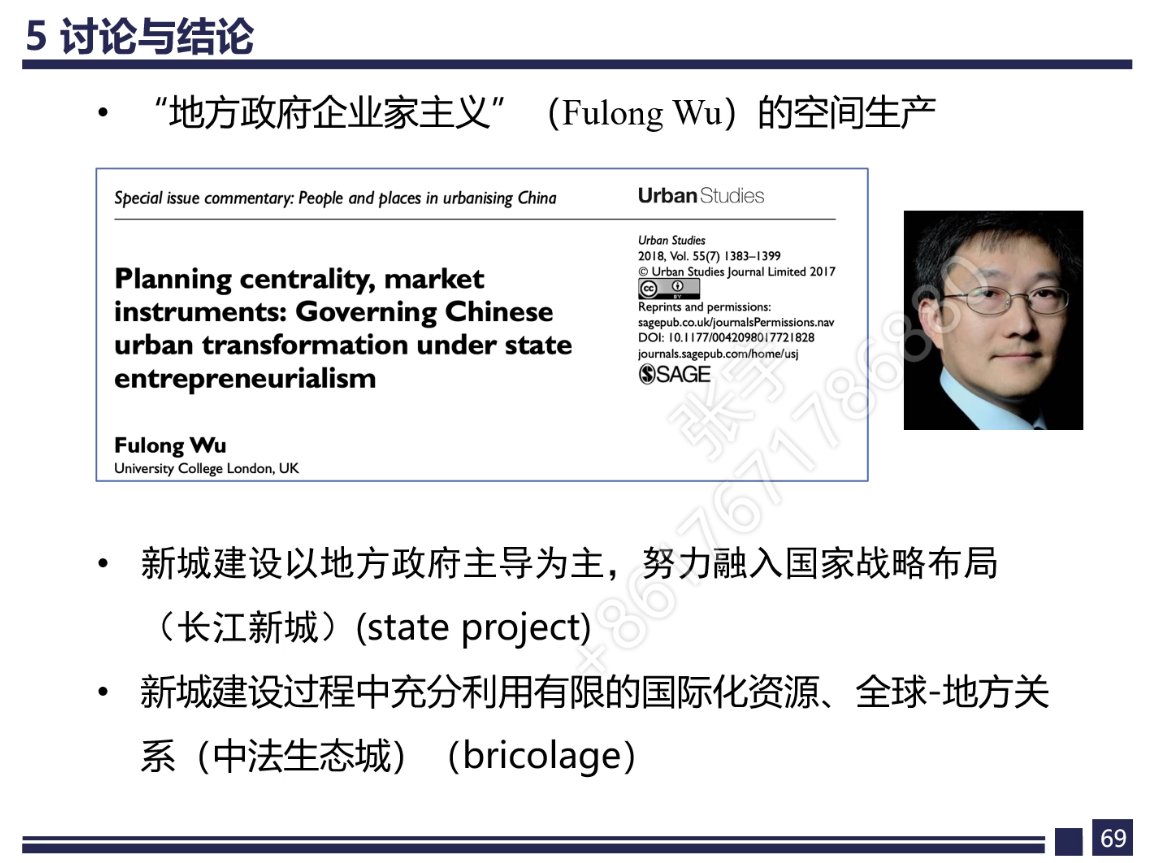 5 讨论与结论
• “地方政府企业家主义”（Fulong Wu）的空间生产
Special issue commentary: People and places in urbanising China
UrbanStudies
Urban Studies
2018, Vol. 55(7) 1383–1399
© Urban Studies Journal Limited 2017
cc BY
Reprints and permissions:
sagepub.co.uk/journalsPermissions.nav
DOI: 10.1177/0042098017721828
journals.sagepub.com/home/usj
SAGE
Planning centrality, market
instruments: Governing Chinese
urban transformation under state
entrepreneurialism
Fulong Wu
University College London, UK
• 新城建设以地方政府主导为主，努力融入国家战略布局
（长江新城）(state project)
• 新城建设过程中充分利用有限的国际化资源、全球-地方关
系（中法生态城）（bricolage）
69